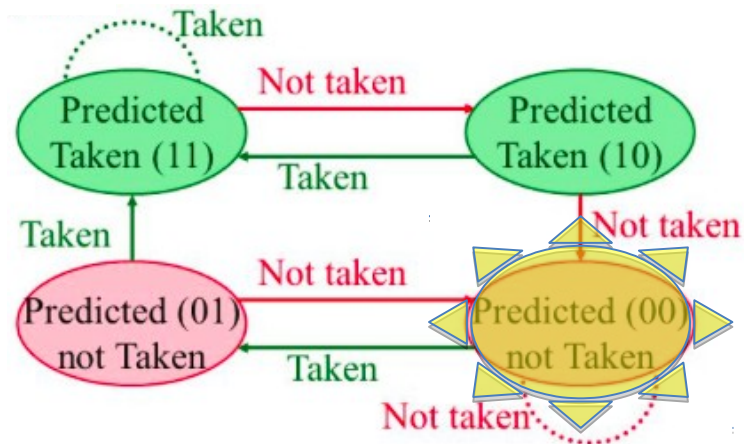 Taken
Not taken
Predicted
Taken (11)
Predicted
Taken (10)
Taken
Not taken
Taken
Not taken
Predicted (01)
not Taken
Predicted (00)
not Taken
Taken
Not taken